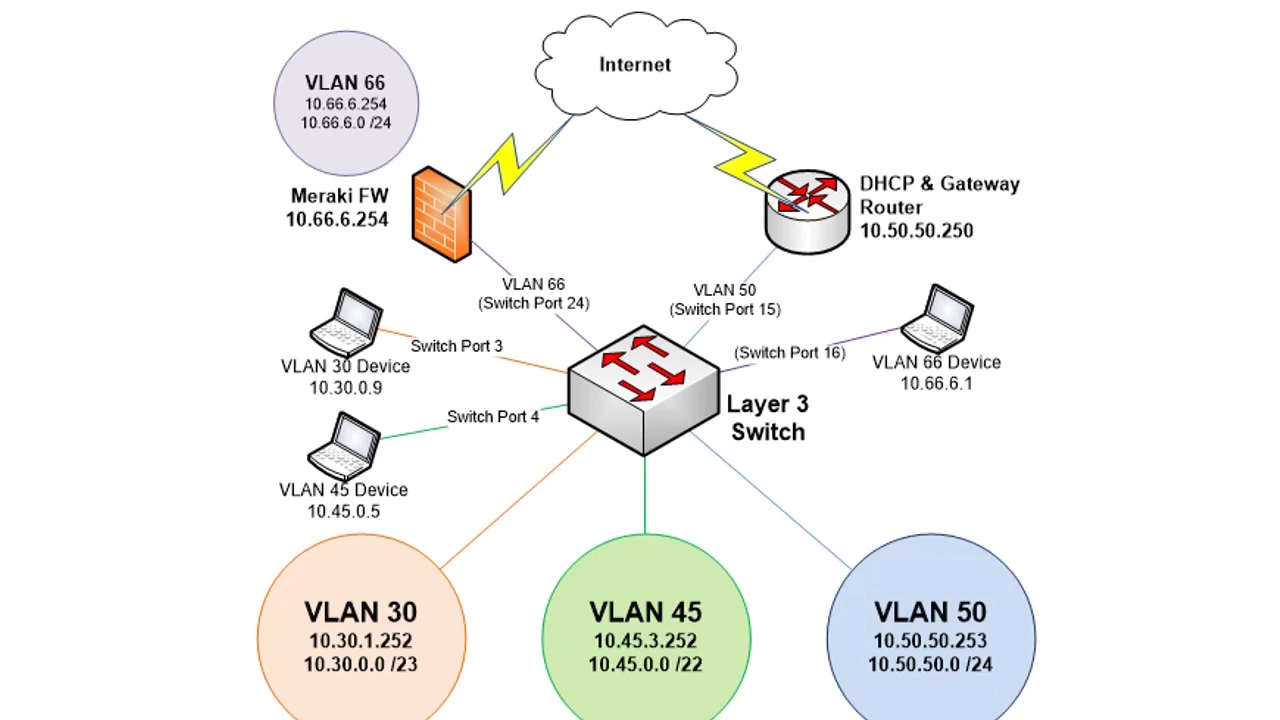 Internet
VLAN 66
10.66.6.254
10.66.6.0 /24
Meraki FW
10.66.6.254
DHCP & Gateway
Router
10.50.50.250
VLAN 66
(Switch Port 24)
VLAN 50
(Switch Port 15)
Switch Port 3
(Switch Port 16)
VLAN 30 Device
10.30.0.9
VLAN 66 Device
10.66.6.1
Switch Port 4
Layer 3
Switch
VLAN 45 Device
10.45.0.5
VLAN 30
10.30.1.252
10.30.0.0 /23
VLAN 45
10.45.3.252
10.45.0.0 /22
VLAN 50
10.50.50.253
10.50.50.0 /24